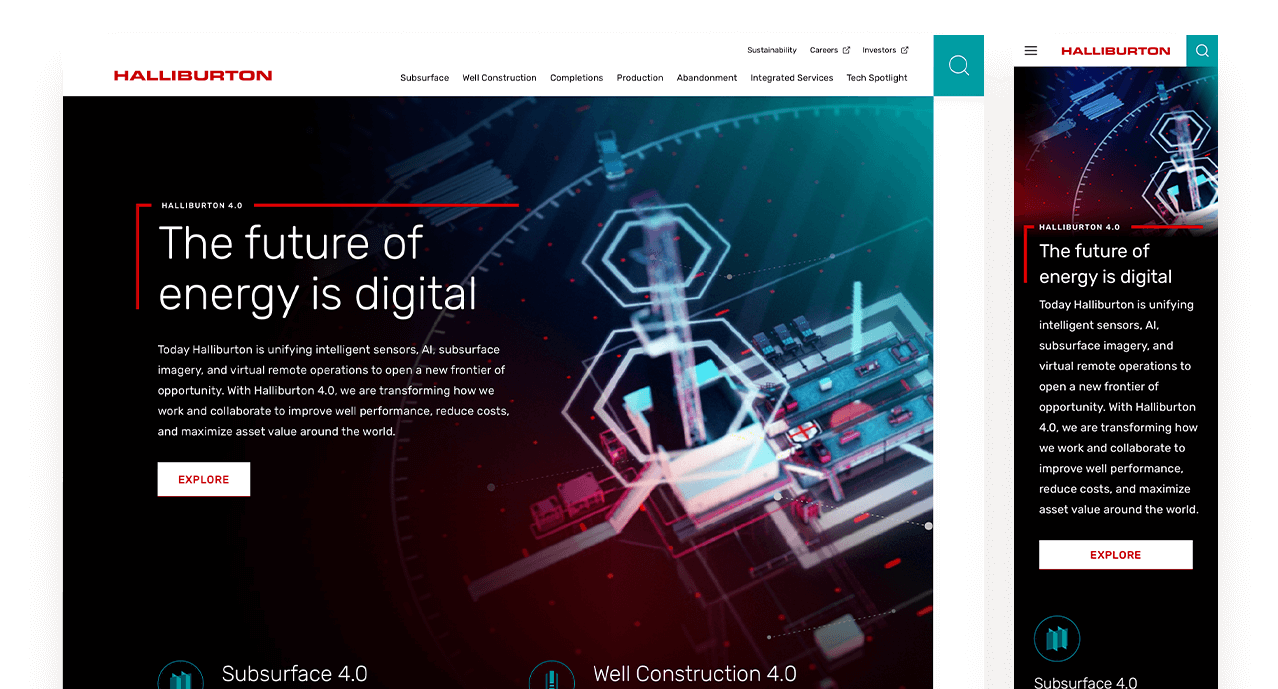 Sustainability Careers Investors
HALLIBURTON
Subsurface Well Construction Completions Production Abandonment Integrated Services Tech Spotlight
HALLIBURTON 4.0
The future of
energy is digital
Today Halliburton is unifying intelligent sensors, AI, subsurface
imagery, and virtual remote operations to open a new frontier of
opportunity. With Halliburton 4.0, we are transforming how we
work and collaborate to improve well performance, reduce costs,
and maximize asset value around the world.
EXPLORE
Subsurface 4.0
Well Construction 4.0
HALLIBURTON
HALLIBURTON 4.0
The future of
energy is digital
Today Halliburton is unifying
intelligent sensors, AI,
subsurface imagery, and
virtual remote operations to
open a new frontier of
opportunity. With Halliburton
4.0, we are transforming how
we work and collaborate to
improve well performance,
reduce costs, and maximize
asset value around the world.
EXPLORE
Subsurface 4.0